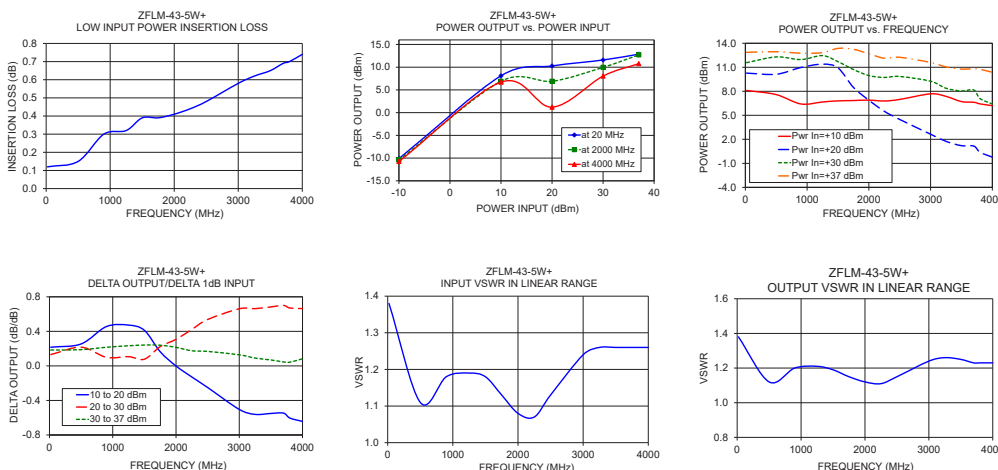 ZFLM-43-5W+
LOW INPUT POWER INSERTION LOSS
INSERTION LOSS (dB)
0.8
0.7
0.6
0.5
0.4
0.3
0.2
0.1
0.0
0
1000
2000
3000
4000
FREQUENCY (MHz)
ZFLM-43-5W+
POWER OUTPUT vs. POWER INPUT
POWER OUTPUT (dBm)
15.0
10.0
5.0
0.0
-5.0
-10.0
-15.0
at 20 MHz
at 2000 MHz
at 4000 MHz
-10
0
10
20
30
40
POWER INPUT (dBm)
ZFLM-43-5W+
POWER OUTPUT vs. FREQUENCY
POWER OUTPUT (dBm)
14.0
11.0
8.0
5.0
2.0
-1.0
-4.0
Pwr In=+10 dBm
Pwr In=+20 dBm
Pwr In=+30 dBm
Pwr In=+37 dBm
0
1000
2000
3000
400
FREQUENCY (MHz)
ZFLM-43-5W+
DELTA OUTPUT/DELTA 1dB INPUT
DELTA OUTPUT (dB/dB)
0.8
0.4
0.0
-0.4
-0.8
10 to 20 dBm
20 to 30 dBm
30 to 37 dBm
0
1000
2000
3000
4000
FREQUENCY (MHz)
ZFLM-43-5W+
INPUT VSWR IN LINEAR RANGE
VSWR
1.4
1.3
1.2
1.1
1.0
0
1000
2000
3000
4000
FREQUENCY (MHz)
ZFLM-43-5W+
OUTPUT VSWR IN LINEAR RANGE
VSWR
1.6
1.4
1.2
1.0
0.8
0
1000
2000
3000
400
FREQUENCY (MHz)